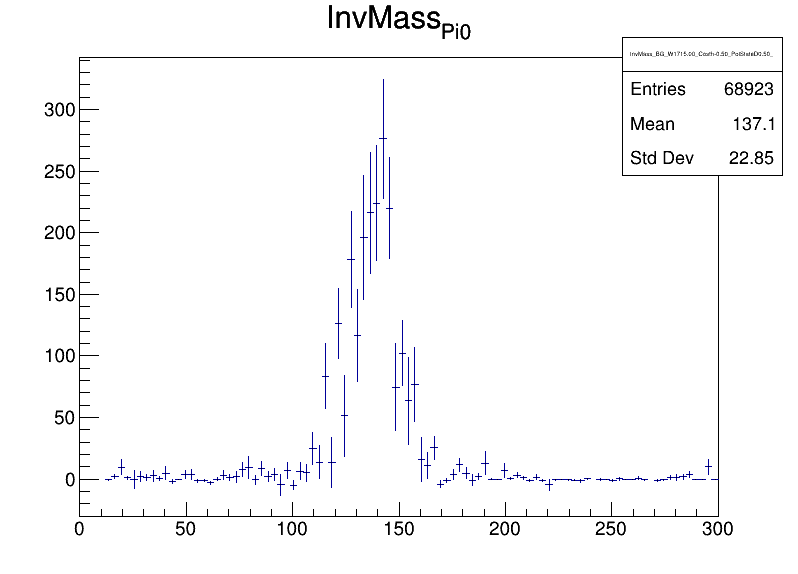 InvMass_Pi0
InvMass_BG_W1715.00_Costh-0.50_PolStateD0.50_
Entries 68923
Mean 137.1
Std Dev 22.85
300
250
200
150
100
50
0
0 50 100 150 200 250 300